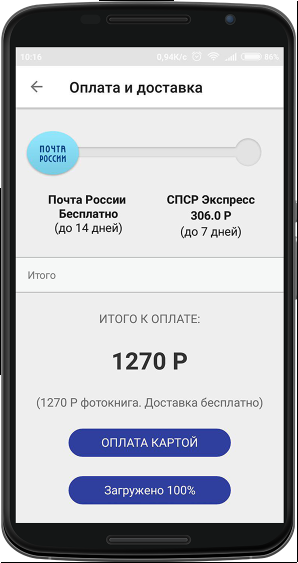 10:16 0,94K/c 86%
Оплата и доставка
ПОЧТА
РОССИИ
Почта России
Бесплатно
(до 14 дней)
СПСР Экспресс
306.0 Р
(до 7 дней)
Итого
ИТОГО К ОПЛАТЕ:
1270 Р
(1270 Р фотокнига. Доставка бесплатно)
ОПЛАТА КАРТОЙ
Загружено 100%